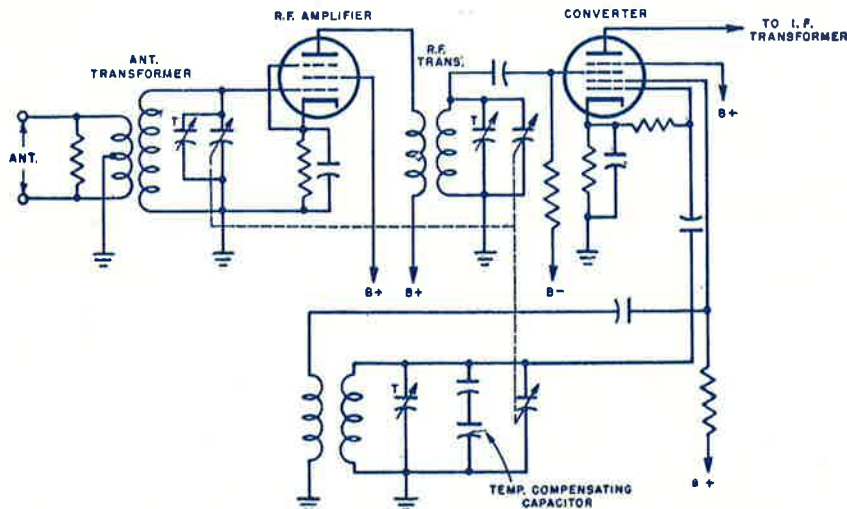 R.F. AMPLIFIER
CONVERTER
TO I.F.
TRANSFORMER
ANT.
TRANSFORMER
R.F.
TRANS.
T
T
B+
ANT.
B+
B+
B-
T
B+
TEMP. COMPENSATING
CAPACITOR